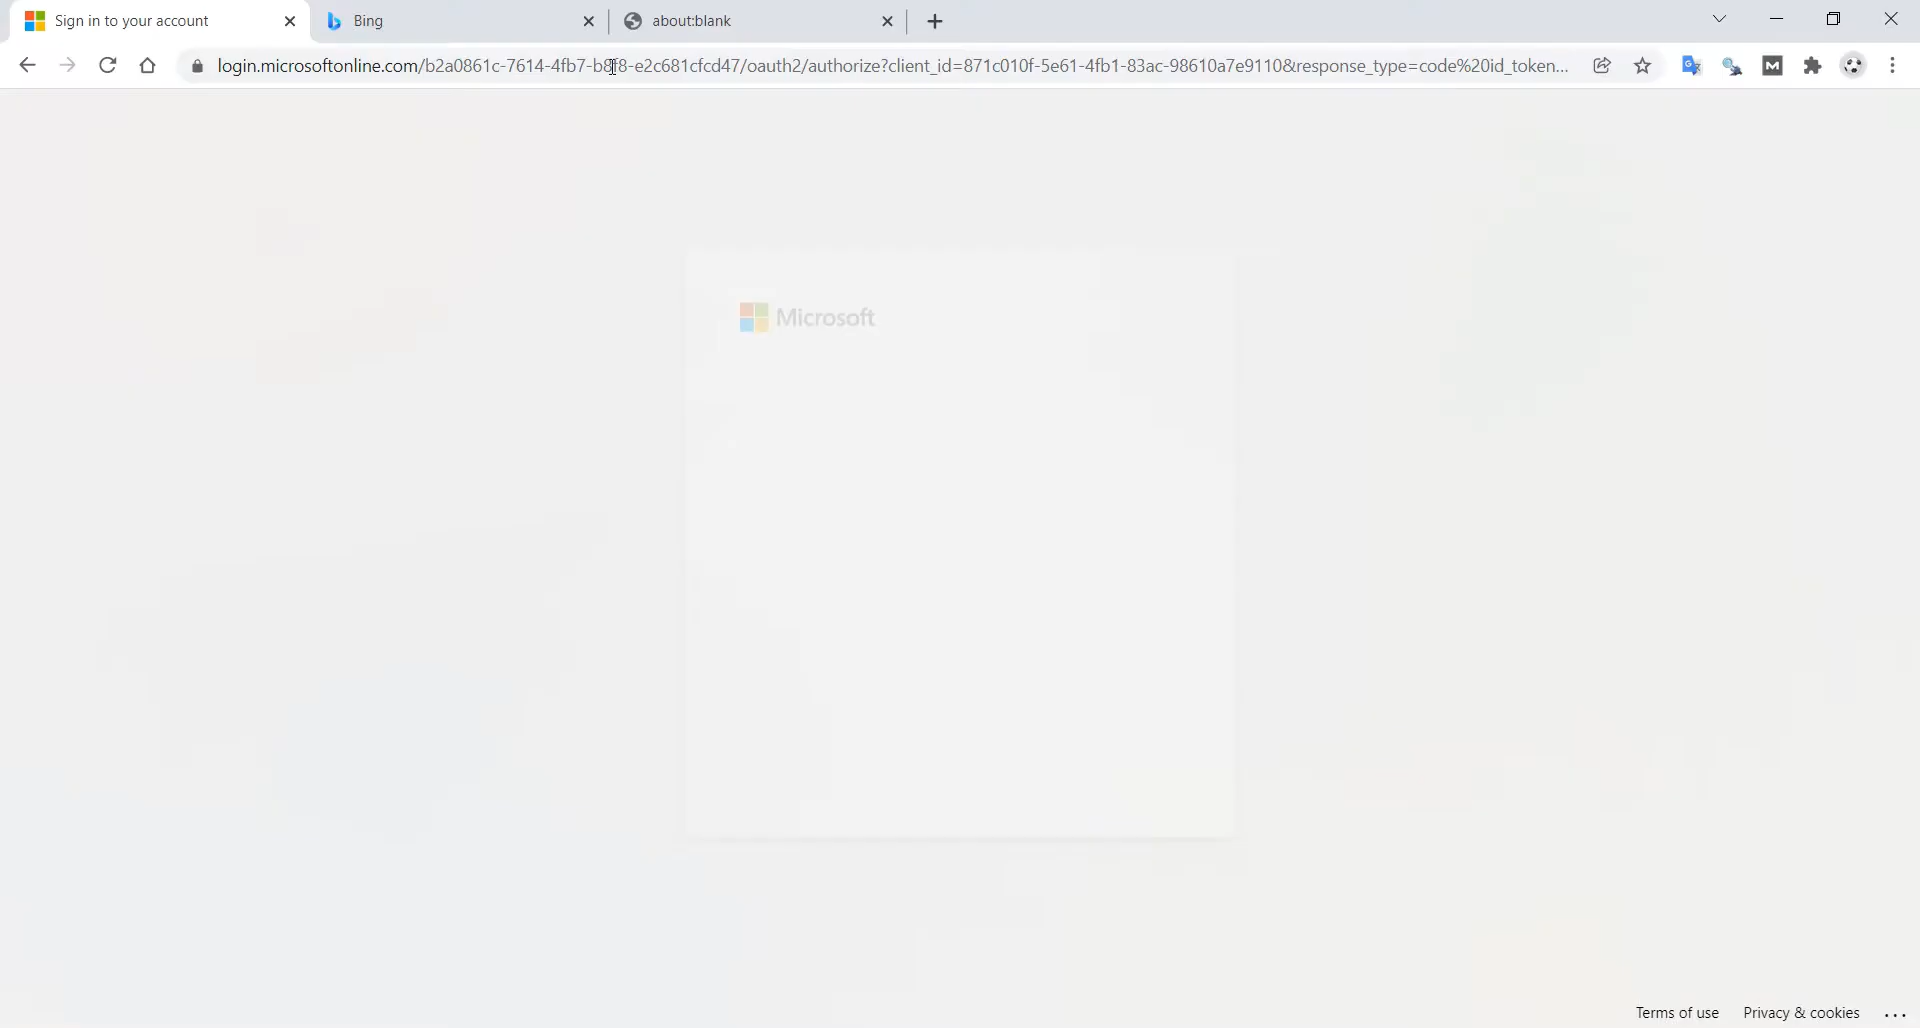 Sign in to your account
Bing
about:blank
login.microsoftonline.com/b2a0861c-7614-4fb7-b8f8-e2c681cfcd47/oauth2/authorize?client_id=871c010f-5e61-4fb1-83ac-98610a7e9110&response_type=code%20id_token...
Microsoft
Terms of use Privacy & cookies ...